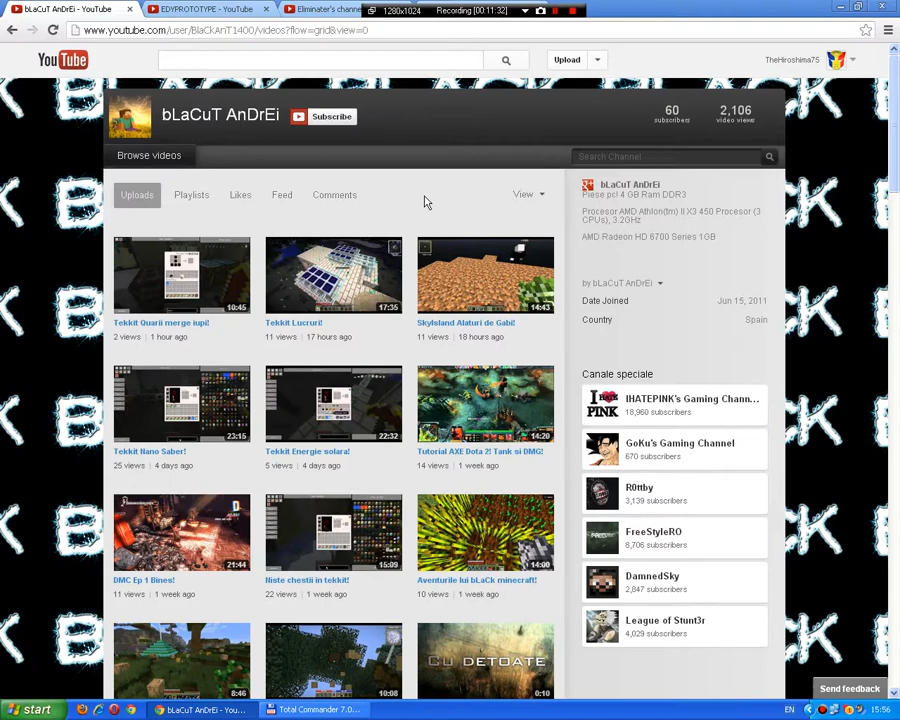 bLaCuT AnDrEi - YouTube
EDYPROTOTYPE - YouTube
Eliminater's channe
1280x1024
Recording [00:11:32]
www.youtube.com/user/BlaCkAnT1400/videos?flow=grid&view=0
YouTube
Upload
TheHiroshima75
bLaCuT AnDrEi
Subscribe
60
subscribers
2,106
video views
Browse videos
Search Channel
Uploads
Playlists
Likes
Feed
Comments
View
bLaCuT AnDrEi
Piese pc! 4 GB Ram DDR3
Procesor AMD Athlon(tm) II X3 450 Procesor (3
CPUs), 3.2GHz
AMD Radeon HD 6700 Series 1GB
by bLaCuT AnDrEi
Date Joined
Jun 15, 2011
Country
Spain
10:45
17:35
14:43
Tekkit Quarii merge iupi!
Tekkit Lucruri!
SkyIsland Alaturi de Gabi!
2 views
1 hour ago
11 views
17 hours ago
11 views
18 hours ago
23:15
22:32
14:20
Tekkit Nano Saber!
Tekkit Energie solara!
Tutorial AXE Dota 2! Tank si DMG!
25 views
4 days ago
5 views
4 days ago
14 views
1 week ago
21:44
15:09
14:00
DMC Ep 1 Bines!
Niste chestii in tekkit!
Aventurile lui bLaCk minecraft!
11 views
1 week ago
22 views
1 week ago
10 views
1 week ago
8:46
10:08
CU DETOATE
0:10
Canale speciale
I HATE PINK
IHATEPINK's Gaming Chann...
18,960 subscribers
GoKu's Gaming Channel
670 subscribers
R0ttby
3,139 subscribers
FreeStyleRO
8,706 subscribers
DamnedSky
2,847 subscribers
League of Stunt3r
4,029 subscribers
Send feedback
start
bLaCuT AnDrEi - You...
Total Commander 7.0...
EN
15:56